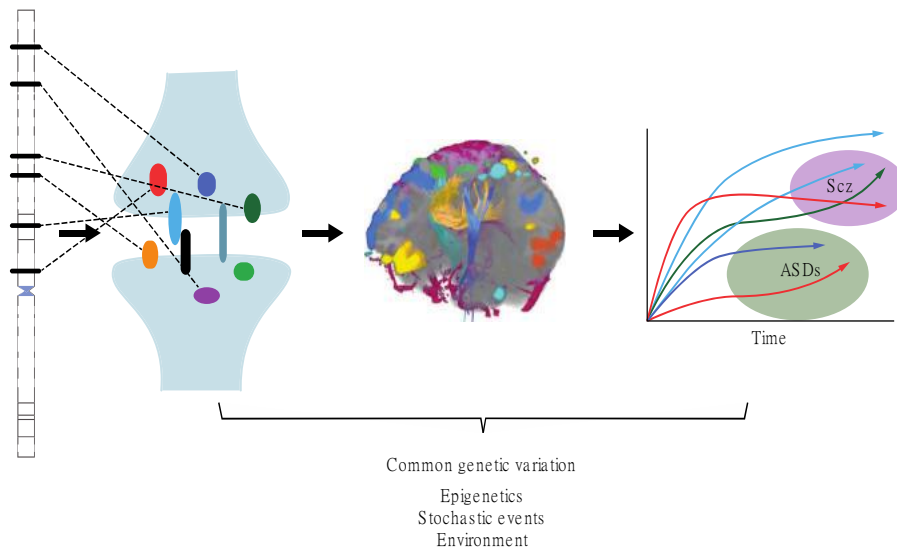 Scz
ASDs
Time
Common genetic variation
Epigenetics
Stochastic events
Environment